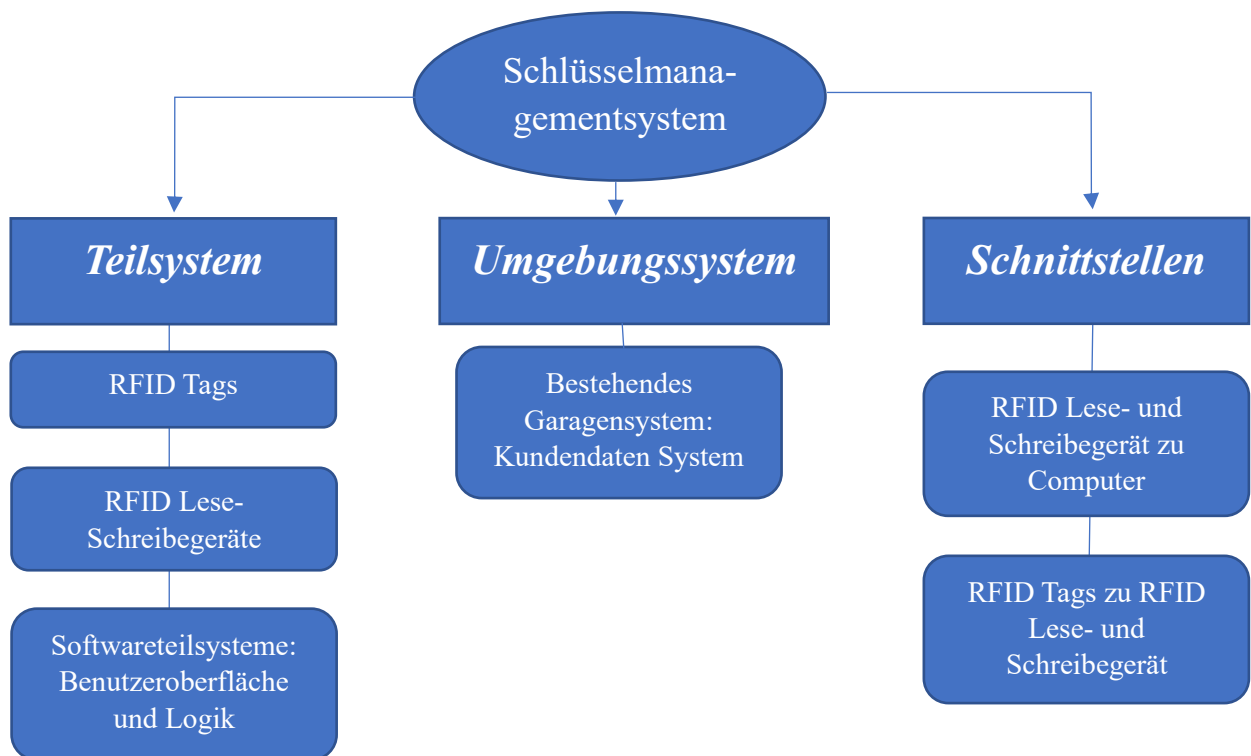 Schlüsselmana-
gementsystem
Teilsystem
RFID Tags
RFID Lese-
Schreibegeräte
Softwareteilsysteme:
Benutzeroberfläche
und Logik
Umgebungssystem
Bestehendes
Garagensystem:
Kundendaten System
Schnittstellen
RFID Lese- und
Schreibegerät zu
Computer
RFID Tags zu RFID
Lese- und
Schreibegerät